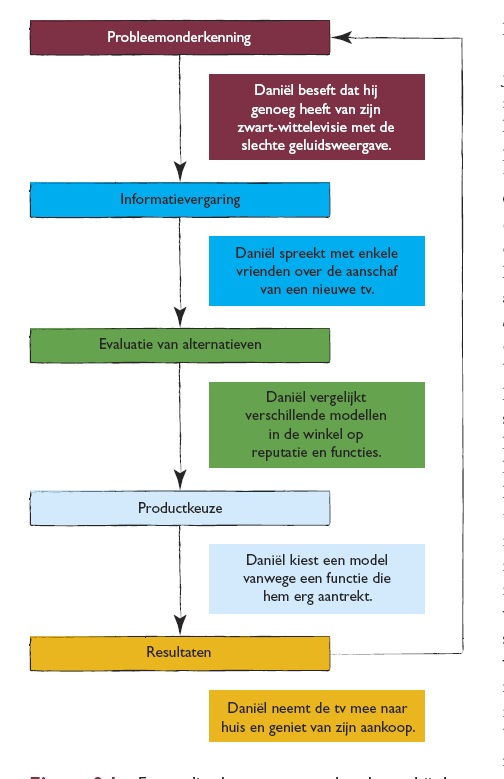 Probleemonderkenning
Daniël beseft dat hij
genoeg heeft van zijn
zwart-wittelevisie met de
slechte geluidsweergave.
Informatievergaring
Daniël spreekt met enkele
vrienden over de aanschaf
van een nieuwe tv.
Evaluatie van alternatieven
Daniël vergelijkt
verschillende modellen
in de winkel op
reputatie en functies.
Productkeuze
Daniël kiest een model
vanwege een functie die
hem erg aantrekt.
Resultaten
Daniël neemt de tv mee naar
huis en geniet van zijn aankoop.